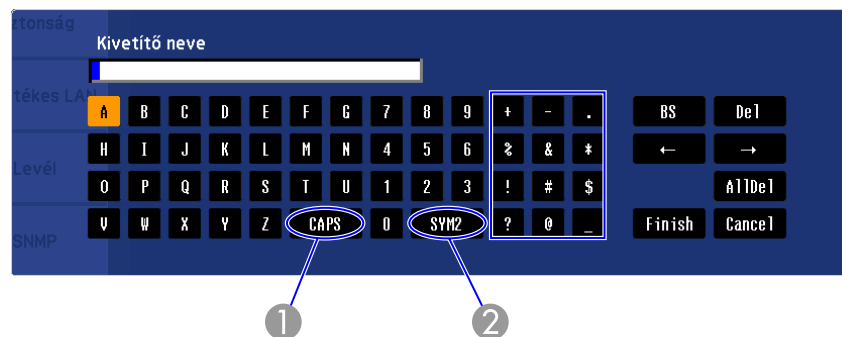 ztonság
Kivetítő neve
tékes LAN
A B C D E F G 7 8 9 + - . BS Del
H I J K L M N 4 5 6 % & * ← →
Levél
O P Q R S T U 1 2 3 ! # $ AllDel
V W X Y Z CAPS 0 SYM2 ? @ _ Finish Cancel
SNMP
1 2